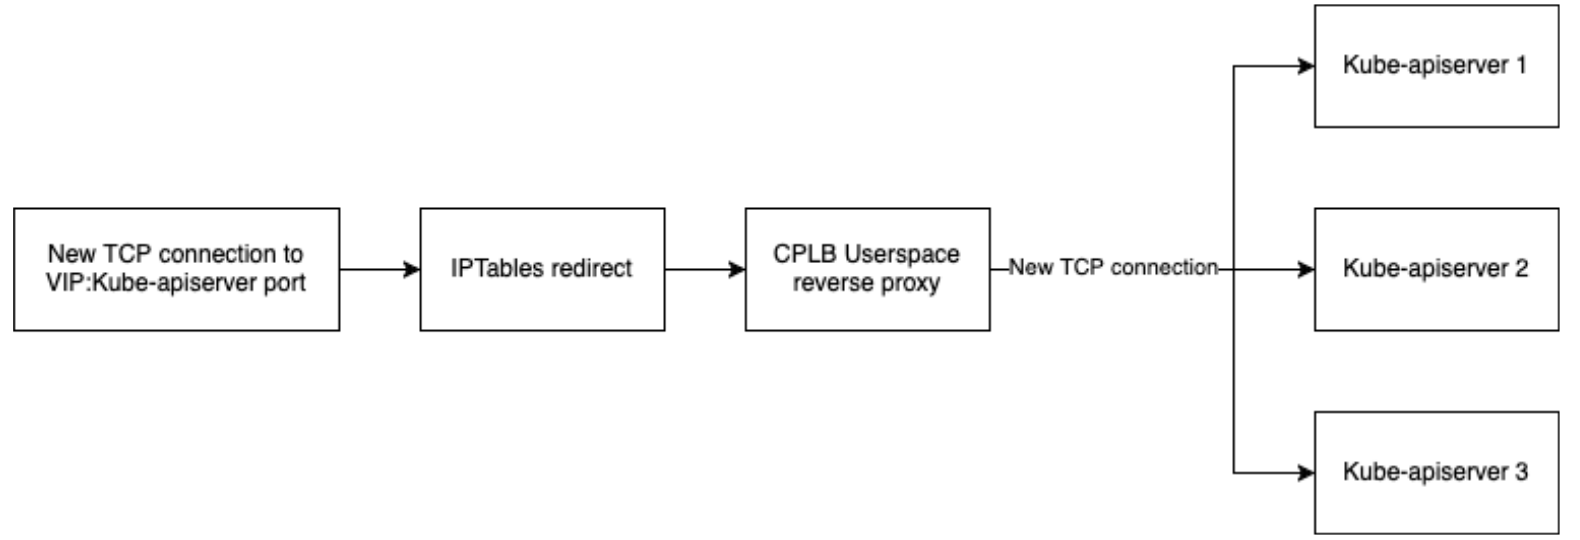 New TCP connection to
VIP:Kube-apiserver port
IPTables redirect
CPLB Userspace
reverse proxy
New TCP connection
Kube-apiserver 1
Kube-apiserver 2
Kube-apiserver 3